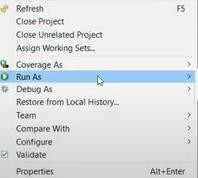 Refresh F5
Close Project
Close Unrelated Project
Assign Working Sets...
Coverage As
Run As
Debug As
Restore from Local History...
Team
Compare With
Configure
Validate
Properties Alt+Enter